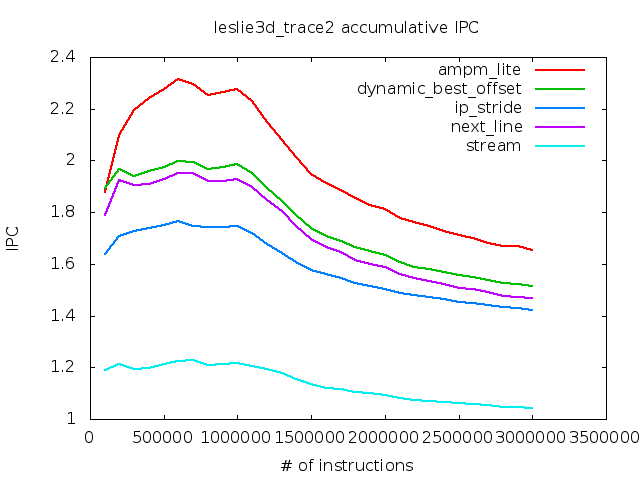 leslie3d_trace2 accumulative IPC
2.4
2.2
2
1.8
1.6
1.4
1.2
1
IPC
ampm_lite
dynamic_best_offset
ip_stride
next_line
stream
0 500000 1000000 1500000 2000000 2500000 3000000 3500000
# of instructions